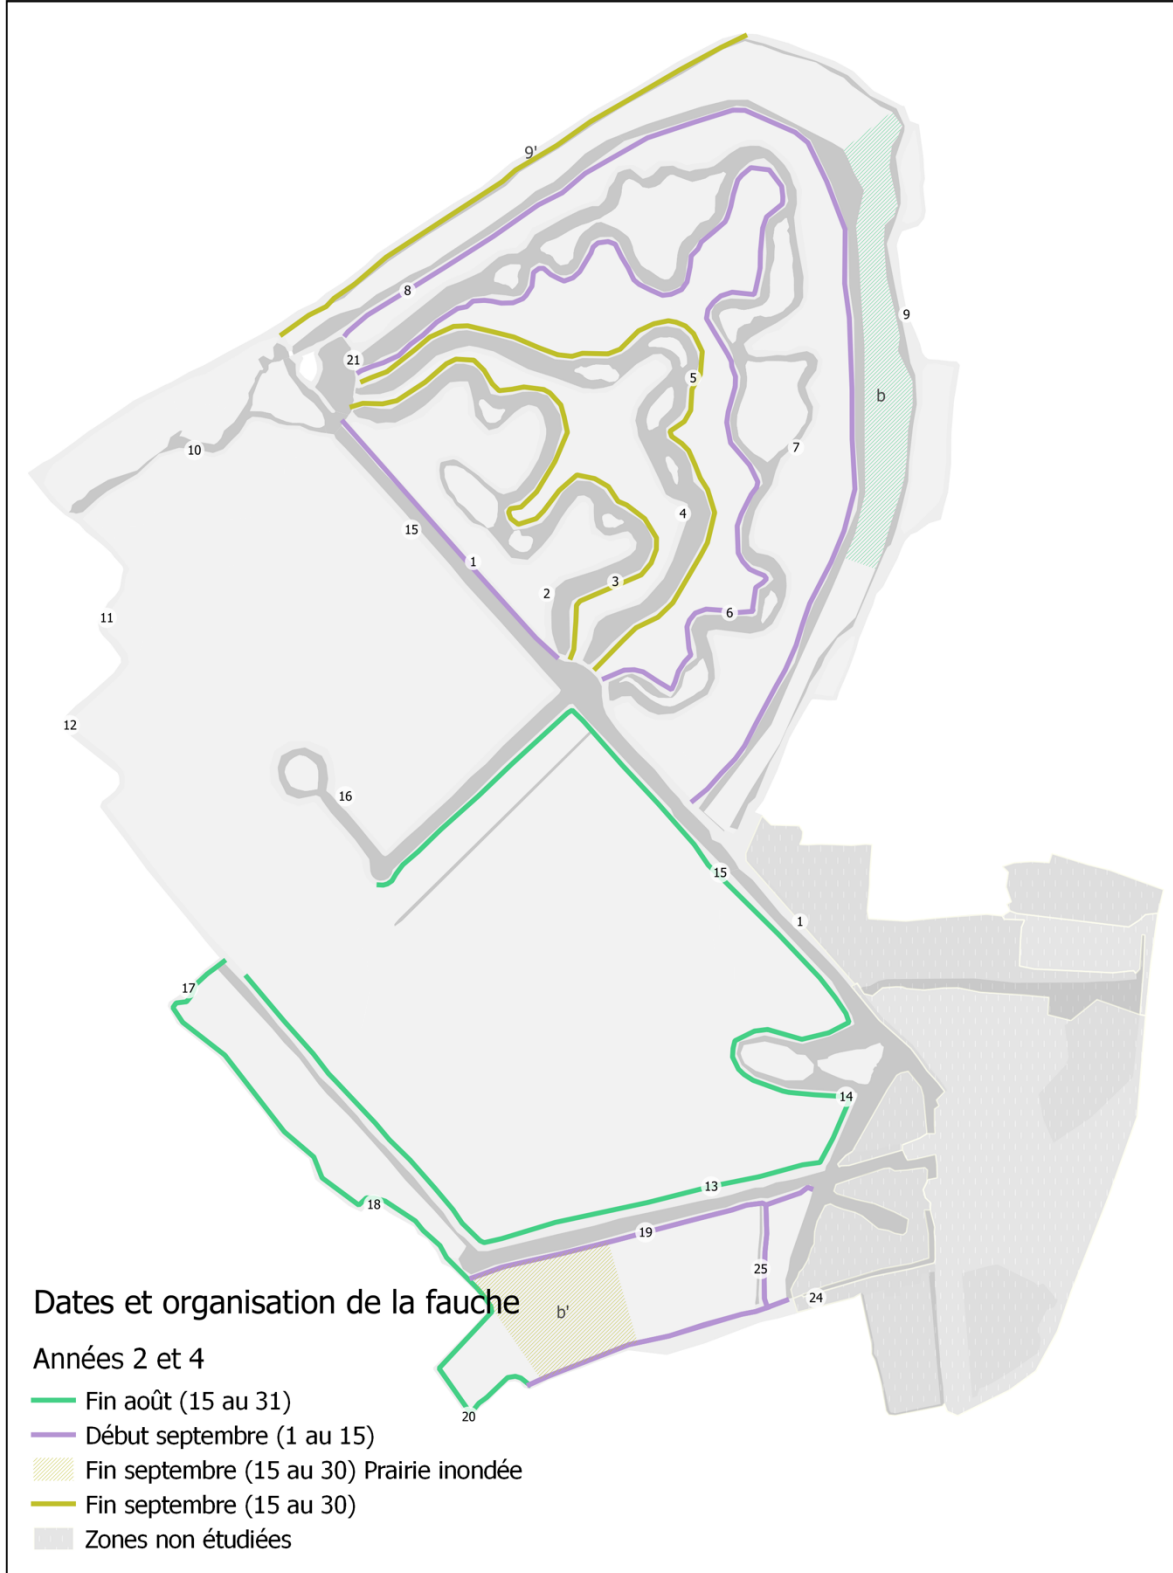 9'
8
21
9
5
b
10
7
15
4
1
3
2
6
11
12
16
15
1
17
14
13
18
19
25
24
b'
20
Dates et organisation de la fauche
Années 2 et 4
Fin août (15 au 31)
Début septembre (1 au 15)
Fin septembre (15 au 30) Prairie inondée
Fin septembre (15 au 30)
Zones non étudiées